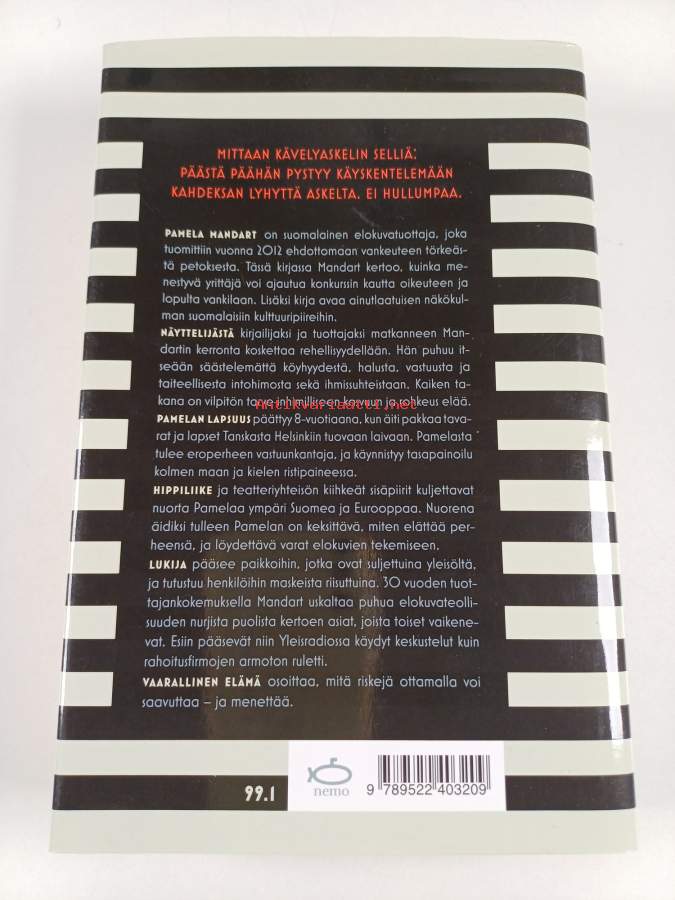 MITTAAN KÄVELYASKELIN SELLIÄ:
PÄÄSTÄ PÄÄHÄN PYSTYY KÄYSKENTELEMÄÄN
KAHDEKSAN LYHYTTÄ ASKELTA. EI HULLUMPAA.
PAMELA MANDART on suomalainen elokuvatuottaja, joka
tuomittiin vuonna 2012 ehdottomaan vankeuteen törkeäs-
tä petoksesta. Tässä kirjassa Mandart kertoo, kuinka me-
nestyvä yrittäjä voi ajautua konkurssin kautta oikeuteen ja
lopulta vankilaan. Lisäksi kirja avaa ainutlaatuisen näkökul-
man suomalaisiin kulttuuripiireihin.
NÄYTTELIJÄSTÄ kirjailijaksi ja tuottajaksi matkanneen Man-
dartin kerronta koskettaa rehellisyydellään. Hän puhuu it-
seään säästelemättä köyhyydestä, halusta, vastuusta ja
taiteellisesta intohimosta sekä ihmissuhteistaan. Kaiken ta-
kana on vilpitön tarve inhimilliseen kasvuun ja rohkeus elää.
Antikvariaatti.net
PAMELAN LAPSUUS päättyy 8-vuotiaana, kun äiti pakkaa tava-
rat ja lapset Tanskasta Helsinkiin tuovaan laivaan. Pamelasta
tulee eroperheen vastuunkantaja, ja käynnistyy tasapainoilu
kolmen maan ja kielen ristipaineessa.
HIPPILIIKE ja teatteriyhteisön kiihkeät sisäpiirit kuljettavat
nuorta Pamelaa ympäri Suomea ja Eurooppaa. Nuorena
äidiksi tulleen Pamelan on keksittävä, miten elättää per-
heensä, ja löydettävä varat elokuvien tekemiseen.
LUKIJA pääsee paikkoihin, jotka ovat suljettuina yleisöltä,
ja tutustuu henkilöihin maskeista riisuttuina. 30 vuoden tuot-
tajankokemuksella Mandart uskaltaa puhua elokuvateolli-
suuden nurjista puolista kertoen asiat, joista toiset vaikene-
vat. Esiin pääsevät niin Yleisradiossa käydyt keskustelut kuin
rahoitusfirmojen armoton ruletti.
VAARALLINEN ELÄMÄ osoittaa, mitä riskejä ottamalla voi
saavuttaa – ja menettää.
99.1
nemo
9 789522 403209